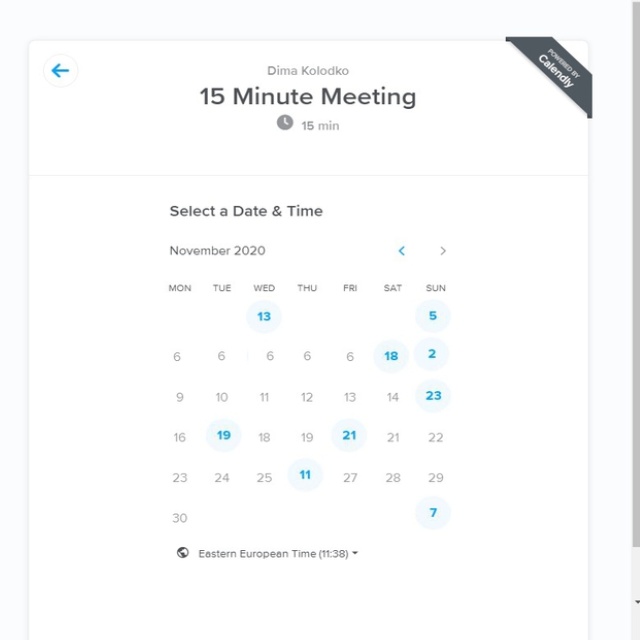 Dima Kolodko
POWERED BY
Calendly
15 Minute Meeting
15 min
Select a Date & Time
November 2020
MON TUE WED THU FRI SAT SUN
13 5
6 6 6 6 6 18 2
9 10 11 12 13 14 23
16 19 18 19 21 21 22
23 24 25 11 27 28 29
30 7
Eastern European Time (11:38)